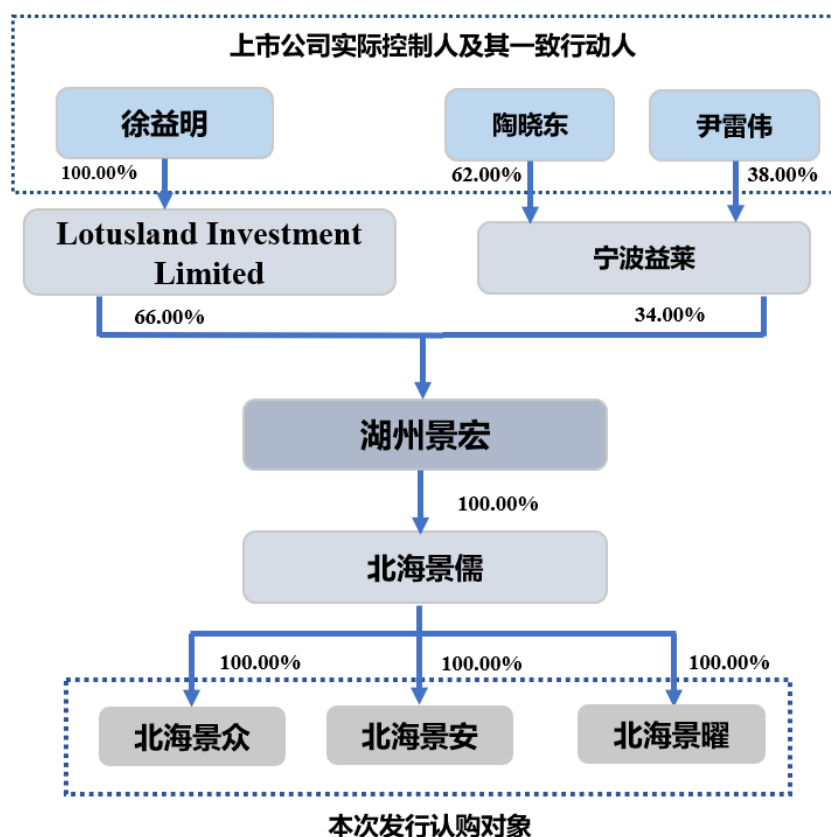 上市公司实际控制人及其一致行动人
徐益明
陶晓东
尹雷伟
100.00%
62.00%
38.00%
Lotusland Investment
Limited
宁波益莱
66.00%
34.00%
湖州景宏
100.00%
北海景儒
100.00%
100.00%
100.00%
北海景众
北海景安
北海景曜
本次发行认购对象